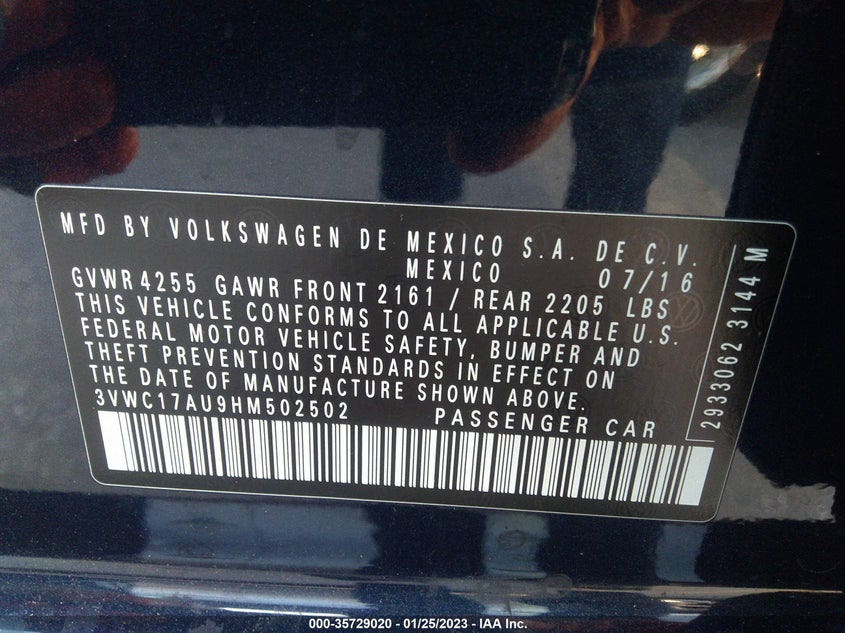 MFD BY VOLKSWAGEN DE MEXICO S.A. DE C.V.
MEXICO 07/16
GVWR 4255 GAWR FRONT 2161 / REAR 2205 LBS
THIS VEHICLE CONFORMS TO ALL APPLICABLE U.S.
FEDERAL MOTOR VEHICLE SAFETY, BUMPER AND
THEFT PREVENTION STANDARDS IN EFFECT ON
THE DATE OF MANUFACTURE SHOWN ABOVE.
3VWC17AU9HM502502 PASSENGER CAR
2933062 3144 M
000-35729020 - 01/25/2023 - IAA Inc.